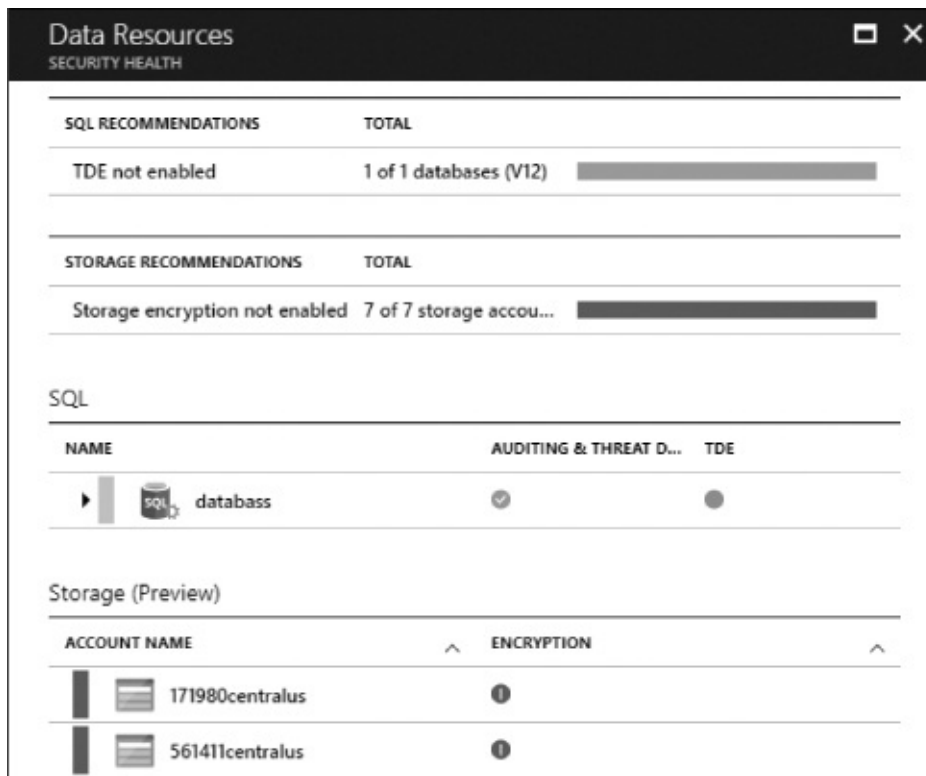 Data Resources
SECURITY HEALTH
SQL RECOMMENDATIONS TOTAL
TDE not enabled 1 of 1 databases (V12)
STORAGE RECOMMENDATIONS TOTAL
Storage encryption not enabled 7 of 7 storage accou...
SQL
NAME AUDITING & THREAT D... TDE
SQL databass
Storage (Preview)
ACCOUNT NAME ENCRYPTION
171980centralus
561411centralus